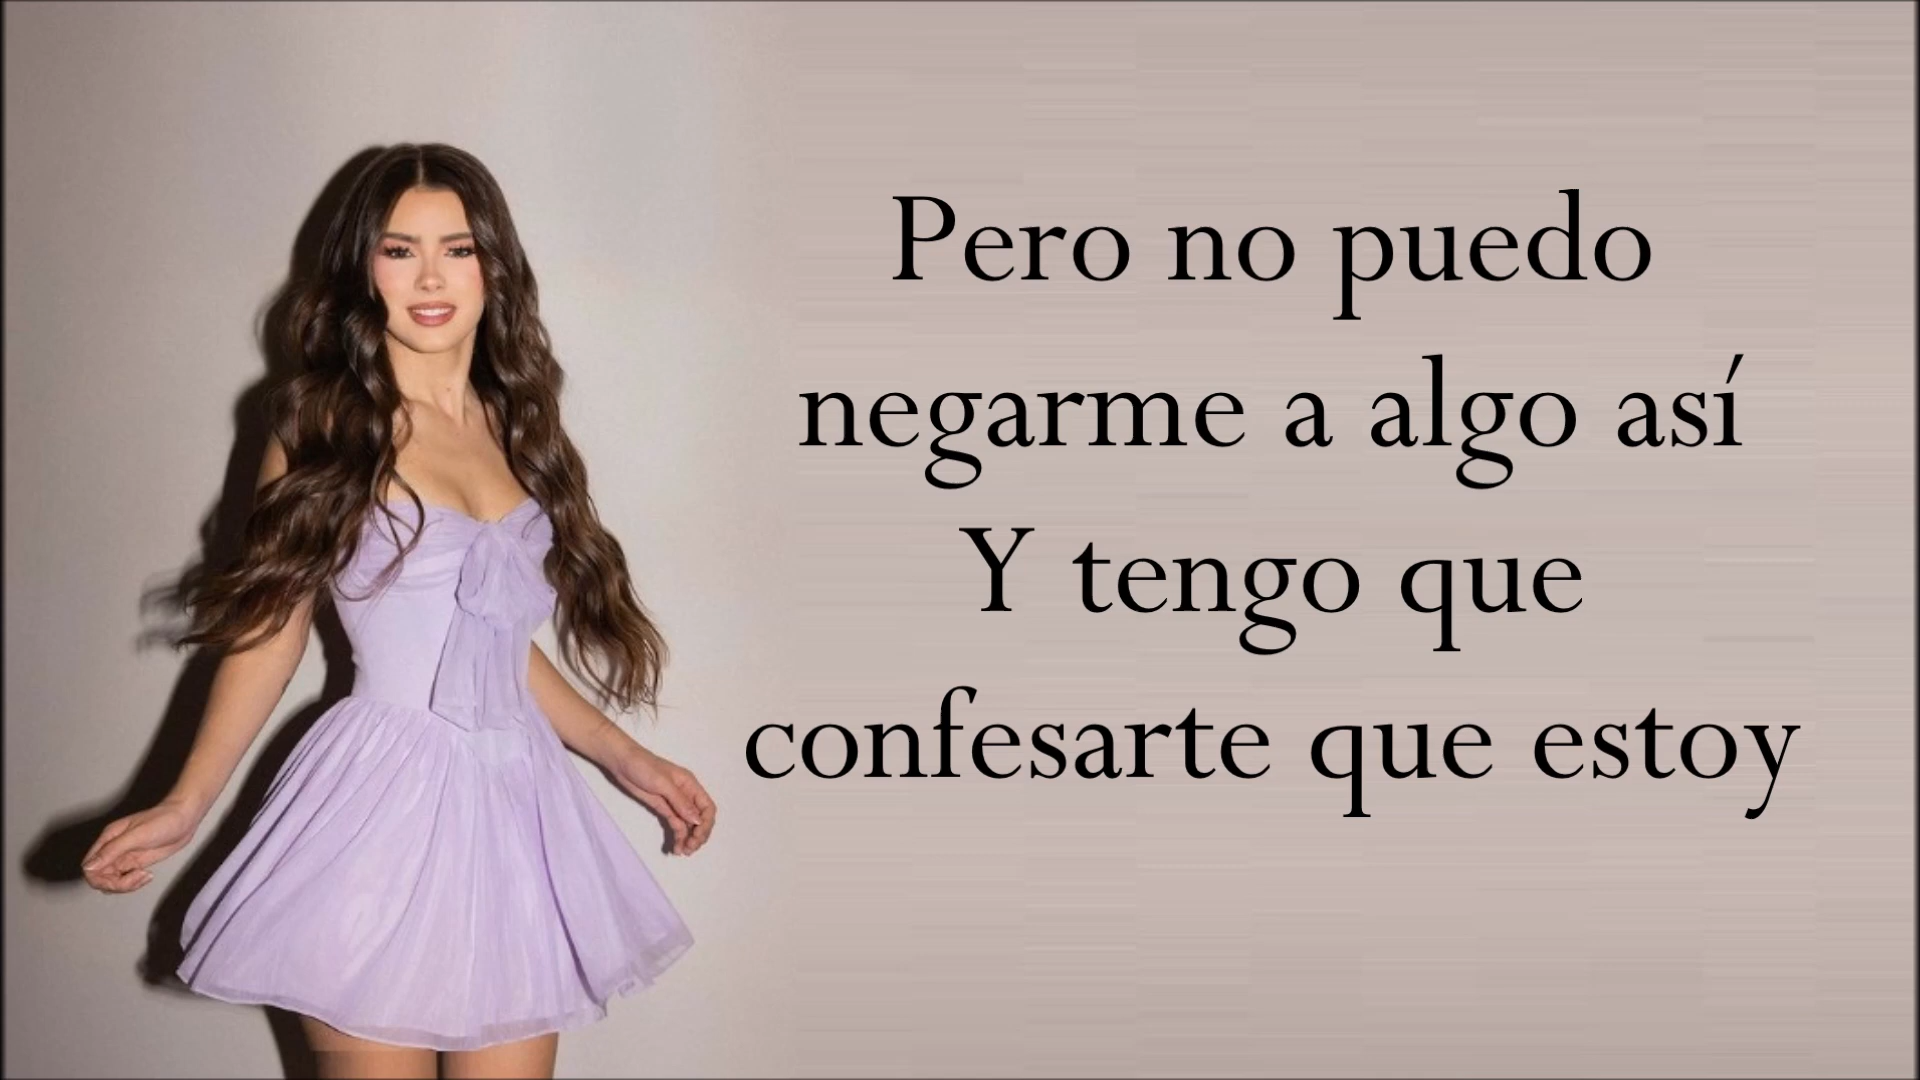 Pero no puedo
negarme a algo así
Y tengo que
confesarte que estoy